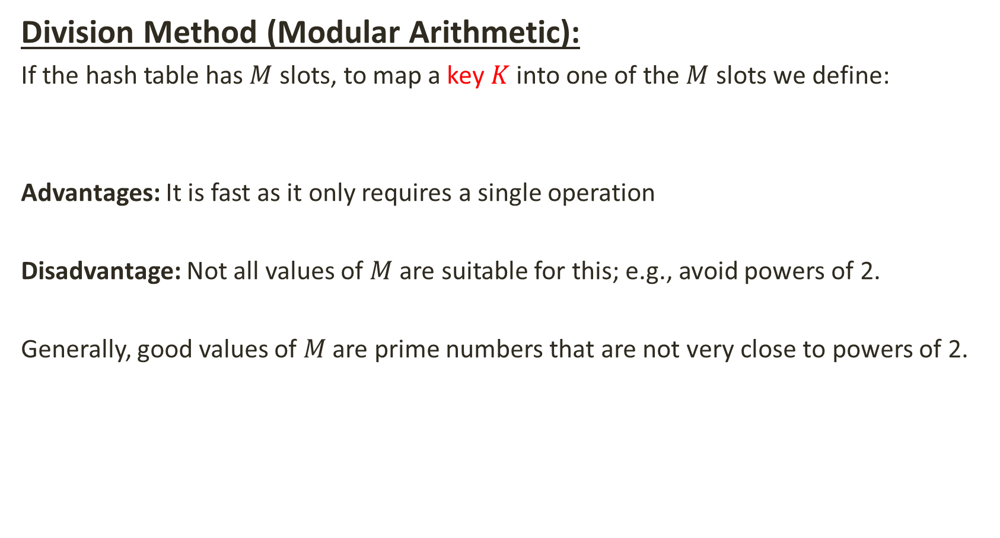 Division Method (Modular Arithmetic):
If the hash table has M slots, to map a key K into one of the M slots we define:
Advantages: It is fast as it only requires a single operation
Disadvantage: Not all values of M are suitable for this; e.g., avoid powers of 2.
Generally, good values of M are prime numbers that are not very close to powers of 2.